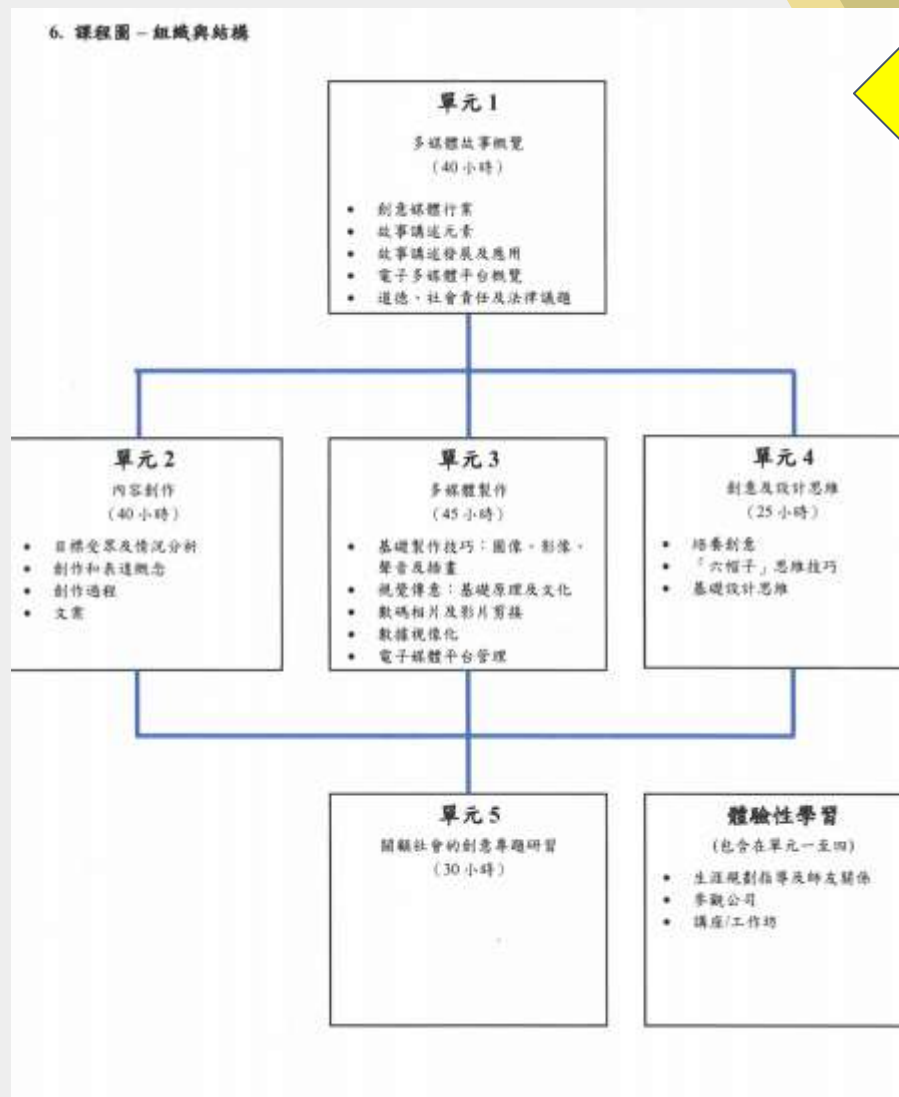 6. 課程圖 – 組織與結構
單元 1
多媒體故事概覽
(40 小時)
• 創意媒體行業
• 故事講述元素
• 故事講述發展及應用
• 電子多媒體平台概覽
• 道德、社會責任及法律議題
單元 2
內容創作
(40 小時)
• 目標受眾及情況分析
• 創作和表達概念
• 創作過程
• 文案
單元 3
多媒體製作
(45 小時)
• 基礎製作技巧：圖像、影像、
聲音及插畫
• 視覺傳意：基礎原理及文化
• 數碼相片及影片剪接
• 數據視像化
• 電子媒體平台管理
單元 4
創意及設計思維
(25 小時)
• 培養創意
• 「六帽子」思維技巧
• 基礎設計思維
單元 5
關顧社會的創意專題研習
(30 小時)
體驗性學習
(包含在單元一至四)
• 生涯規劃指導及師友關係
• 參觀公司
• 講座/工作坊